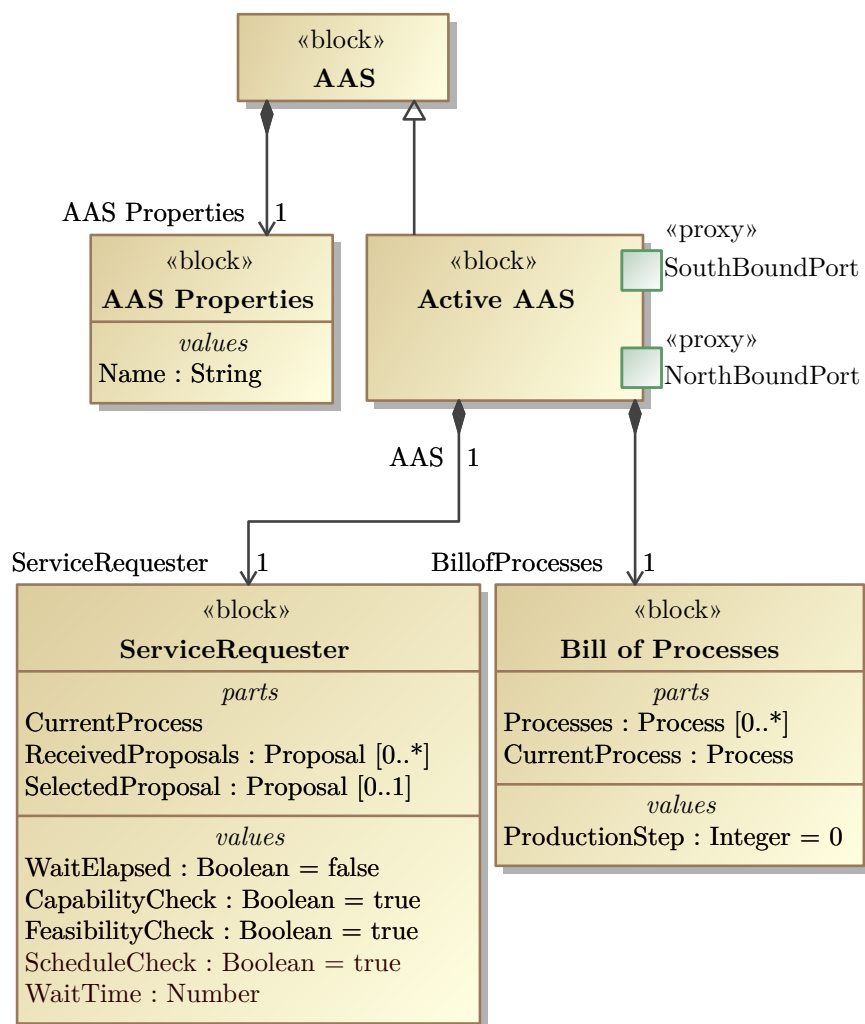 «block»
AAS
AAS Properties 1
«block»
AAS Properties
values
Name : String
«block»
Active AAS
«proxy»
SouthBoundPort
«proxy»
NorthBoundPort
AAS 1
ServiceRequester 1
BillofProcesses 1
«block»
ServiceRequester
parts
CurrentProcess
ReceivedProposals : Proposal [0..*]
SelectedProposal : Proposal [0..1]
values
WaitElapsed : Boolean = false
CapabilityCheck : Boolean = true
FeasibilityCheck : Boolean = true
ScheduleCheck : Boolean = true
WaitTime : Number
«block»
Bill of Processes
parts
Processes : Process [0..*]
CurrentProcess : Process
values
ProductionStep : Integer = 0